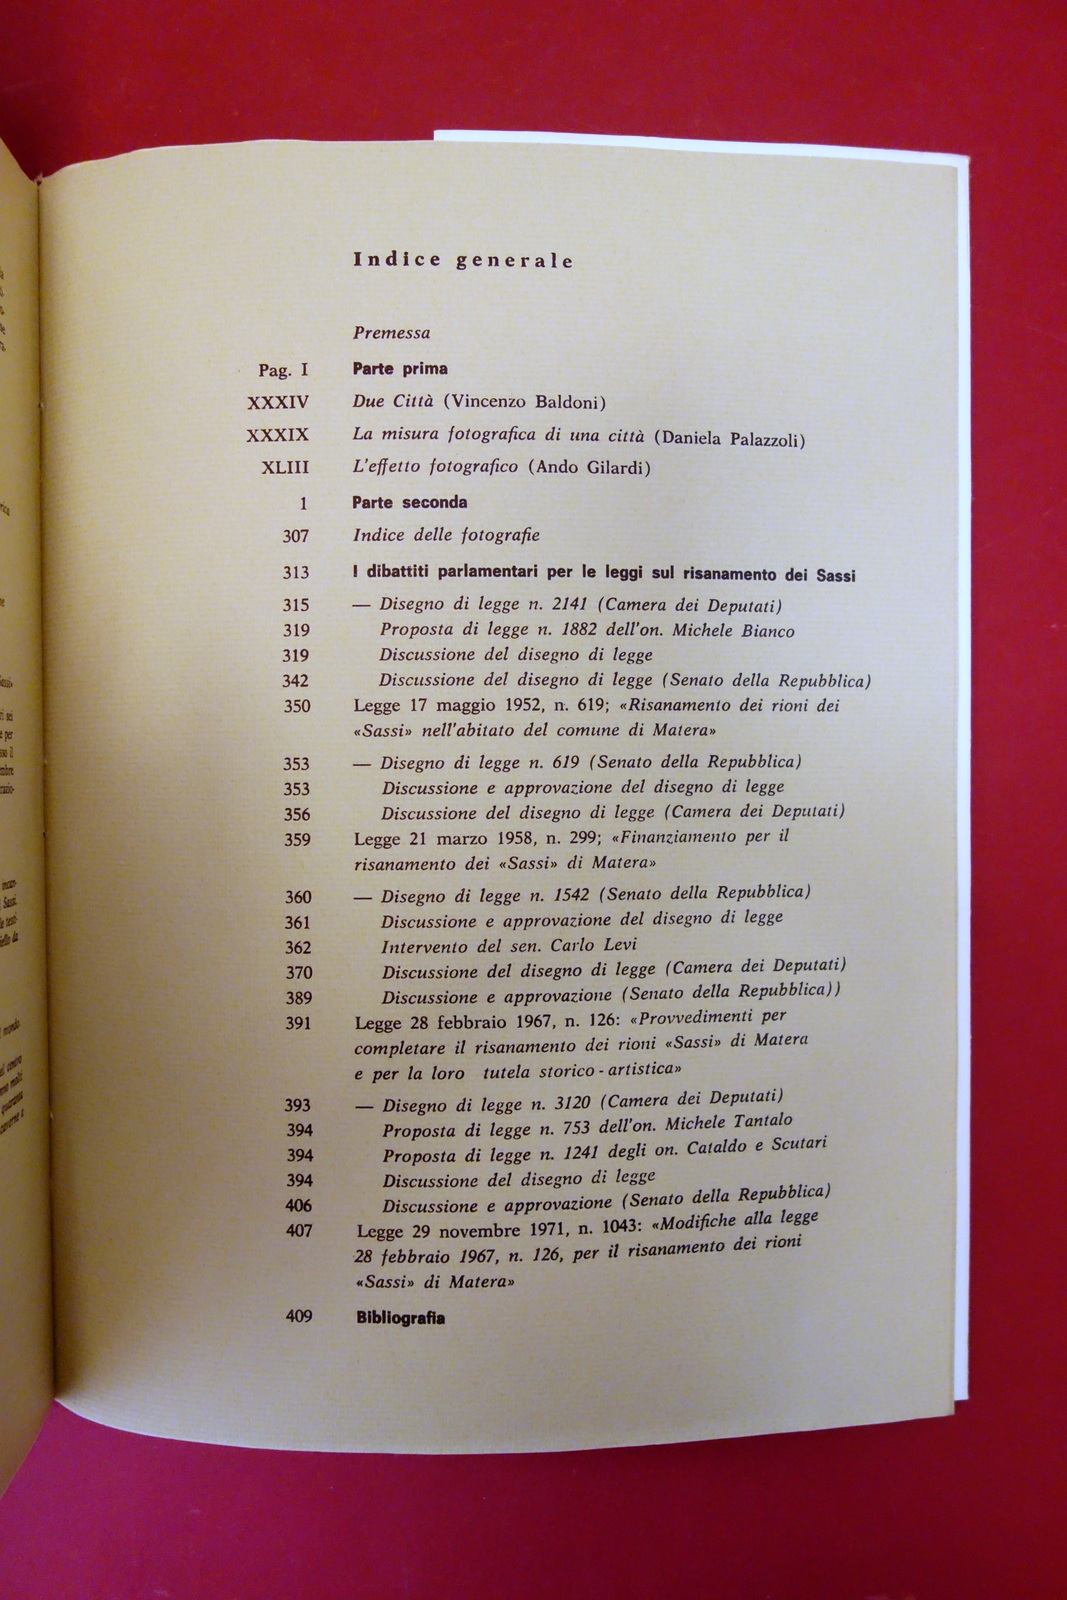 Indice generale
Premessa
Pag. I Parte prima
XXXIV Due Città (Vincenzo Baldoni)
XXXIX La misura fotografica di una città (Daniela Palazzoli)
XLIII L'effetto fotografico (Ando Gilardi)
1 Parte seconda
307 Indice delle fotografie
313 I dibattiti parlamentari per le leggi sul risanamento dei Sassi
315 — Disegno di legge n. 2141 (Camera dei Deputati)
319 Proposta di legge n. 1882 dell'on. Michele Bianco
319 Discussione del disegno di legge
342 Discussione del disegno di legge (Senato della Repubblica)
350 Legge 17 maggio 1952, n. 619; «Risanamento dei rioni dei
«Sassi» nell'abitato del comune di Matera»
353 — Disegno di legge n. 619 (Senato della Repubblica)
353 Discussione e approvazione del disegno di legge
356 Discussione del disegno di legge (Camera dei Deputati)
359 Legge 21 marzo 1958, n. 299; «Finanziamento per il
risanamento dei «Sassi» di Matera»
360 — Disegno di legge n. 1542 (Senato della Repubblica)
361 Discussione e approvazione del disegno di legge
362 Intervento del sen. Carlo Levi
370 Discussione del disegno di legge (Camera dei Deputati)
389 Discussione e approvazione (Senato della Repubblica))
391 Legge 28 febbraio 1967, n. 126: «Provvedimenti per
completare il risanamento dei rioni «Sassi» di Matera
e per la loro tutela storico-artistica»
393 — Disegno di legge n. 3120 (Camera dei Deputati)
394 Proposta di legge n. 753 dell'on. Michele Tantalo
394 Proposta di legge n. 1241 degli on. Cataldo e Scutari
394 Discussione del disegno di legge
406 Discussione e approvazione (Senato della Repubblica)
407 Legge 29 novembre 1971, n. 1043: «Modifiche alla legge
28 febbraio 1967, n. 126, per il risanamento dei rioni
«Sassi» di Matera»
409 Bibliografia